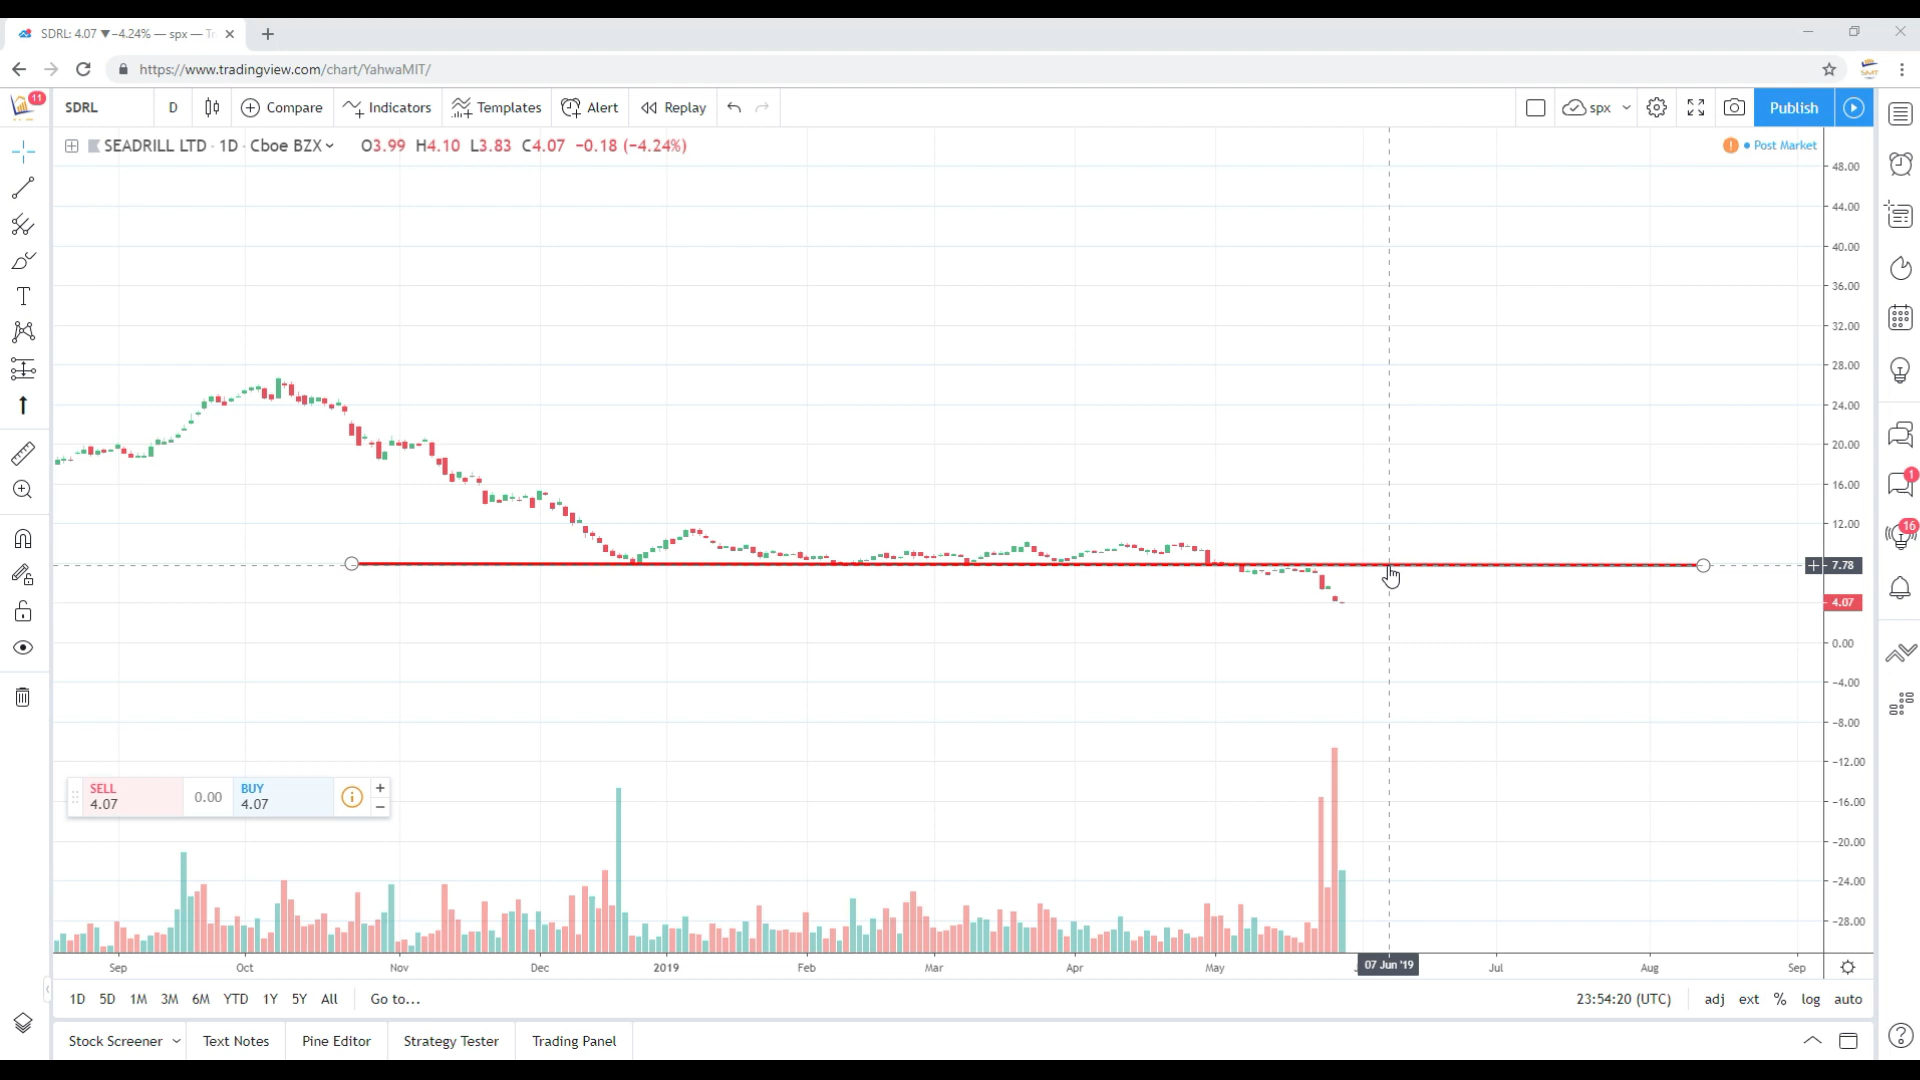 SDRL: 4.07 ▼−4.24% — spx — Tr
https://www.tradingview.com/chart/YahwaMIT/
SMT
11
SDRL D Compare Indicators Templates Alert Replay spx Publish
SEADRILL LTD · 1D · Cboe BZX O3.99 H4.10 L3.83 C4.07 −0.18 (−4.24%)
Post Market
48.00
44.00
40.00
36.00
32.00
28.00
24.00
20.00
16.00
12.00
7.78
4.07
0.00
−4.00
−8.00
−12.00
−16.00
−20.00
−24.00
−28.00
1
16
SELL
4.07
0.00
BUY
4.07
Sep Oct Nov Dec 2019 Feb Mar Apr May 07 Jun '19 Jul Aug Sep
1D 5D 1M 3M 6M YTD 1Y 5Y All Go to... 23:54:20 (UTC) adj ext % log auto
Stock Screener Text Notes Pine Editor Strategy Tester Trading Panel